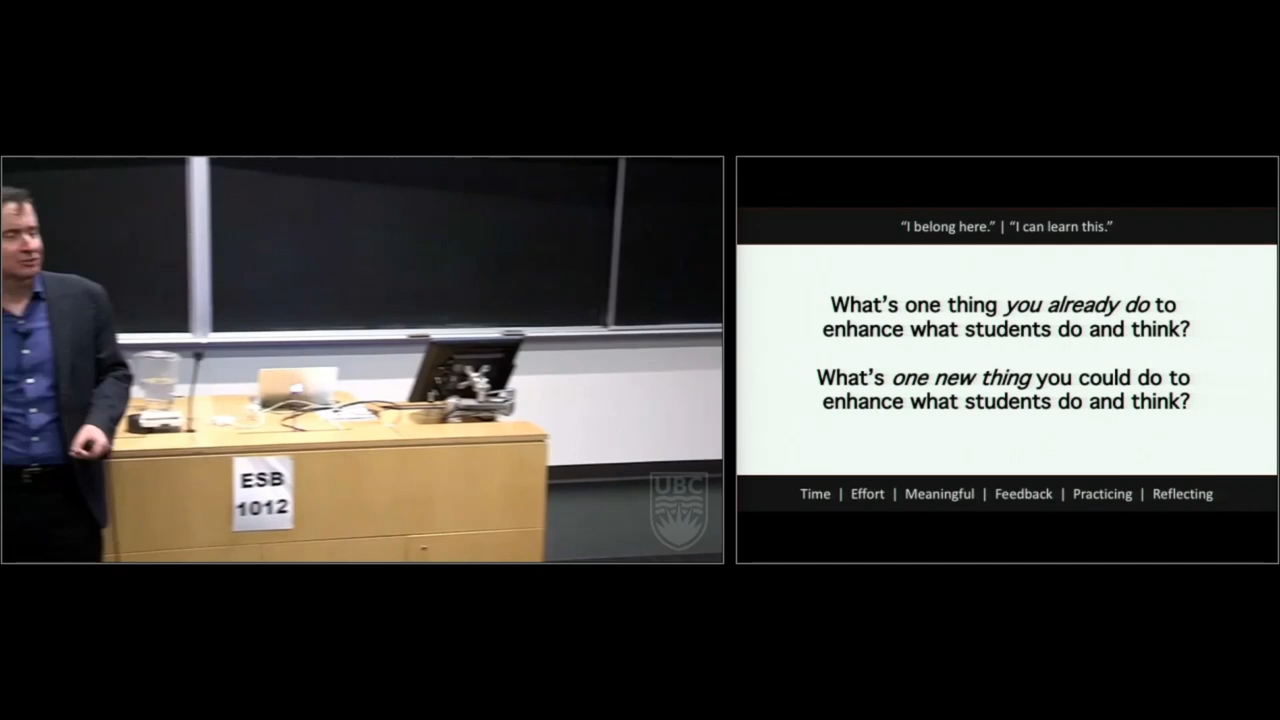 ESB
1012
UBC
“I belong here.” | “I can learn this.”
What’s one thing you already do to
enhance what students do and think?
What’s one new thing you could do to
enhance what students do and think?
Time | Effort | Meaningful | Feedback | Practicing | Reflecting